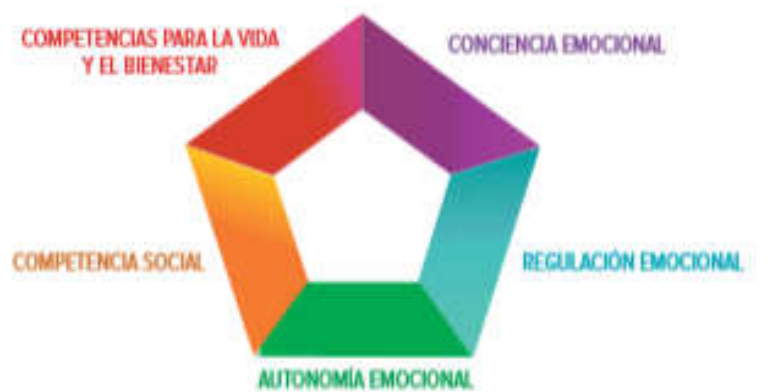 COMPETENCIAS PARA LA VIDA
Y EL BIENESTAR
CONCIENCIA EMOCIONAL
COMPETENCIA SOCIAL
REGULACIÓN EMOCIONAL
AUTONOMÍA EMOCIONAL